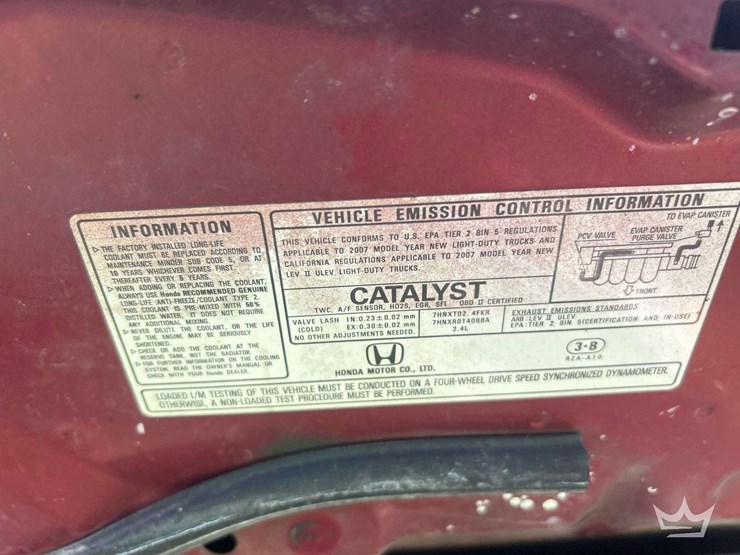 INFORMATION
▷ THE FACTORY INSTALLED LONG-LIFE
COOLANT MUST BE REPLACED ACCORDING TO
MAINTENANCE MINDER SUB CODE 5, OR AT
10 YEARS WHICHEVER COMES FIRST.
THEREAFTER EVERY 5 YEARS.
▷ WHEN ADDING OR REPLACING THE COOLANT,
ALWAYS USE Honda RECOMMENDED GENUINE
LONG-LIFE ANTI-FREEZE/COOLANT TYPE 2.
THIS COOLANT IS PRE-MIXED WITH 50%
DISTILLED WATER. IT DOES NOT REQUIRE
ANY ADDITIONAL MIXING.
▷ NEVER DILUTE THE COOLANT, OR THE LIFE
OF THE ENGINE MAY BE SERIOUSLY
SHORTENED.
▷ CHECK OR ADD THE COOLANT AT THE
RESERVE TANK, NOT THE RADIATOR.
▷ FOR FURTHER INFORMATION ON THE COOLING
SYSTEM, READ THE OWNER'S MANUAL OR
CHECK WITH YOUR Honda DEALER.
VEHICLE EMISSION CONTROL INFORMATION
THIS VEHICLE CONFORMS TO U.S. EPA TIER 2 BIN 5 REGULATIONS
APPLICABLE TO 2007 MODEL YEAR NEW LIGHT-DUTY TRUCKS AND
CALIFORNIA REGULATIONS APPLICABLE TO 2007 MODEL YEAR NEW
LEV II ULEV LIGHT-DUTY TRUCKS.
CATALYST
TWC, A/F SENSOR, HO2S, EGR, SFI OBD II CERTIFIED
VALVE LASH IN:0.23±0.02 mm
(COLD) EX:0.30±0.02 mm
NO OTHER ADJUSTMENTS NEEDED.
7HNXT02.4FKR
7HNXR0140BBA
2.4L
TO EVAP CANISTER
PCV VALVE
EVAP CANISTER
PURGE VALVE
FRONT
EXHAUST EMISSIONS STANDARDS
ARB:LEV II ULEV
EPA:TIER 2 BIN 5(CERTIFICATION AND IN-USE)
HONDA MOTOR CO., LTD.
3-B
RZA-A10
LOADED I/M TESTING OF THIS VEHICLE MUST BE CONDUCTED ON A FOUR-WHEEL DRIVE SPEED SYNCHRONIZED DYNAMOMETER.
OTHERWISE, A NON-LOADED TEST PROCEDURE MUST BE PERFORMED.